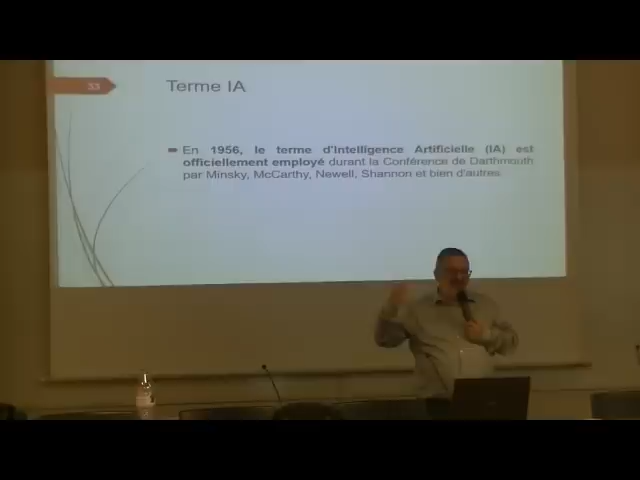 33
Terme IA
En 1956, le terme d'Intelligence Artificielle (IA) est
officiellement employé durant la Conférence de Darthmouth
par Minsky, McCarthy, Newell, Shannon et bien d'autres.